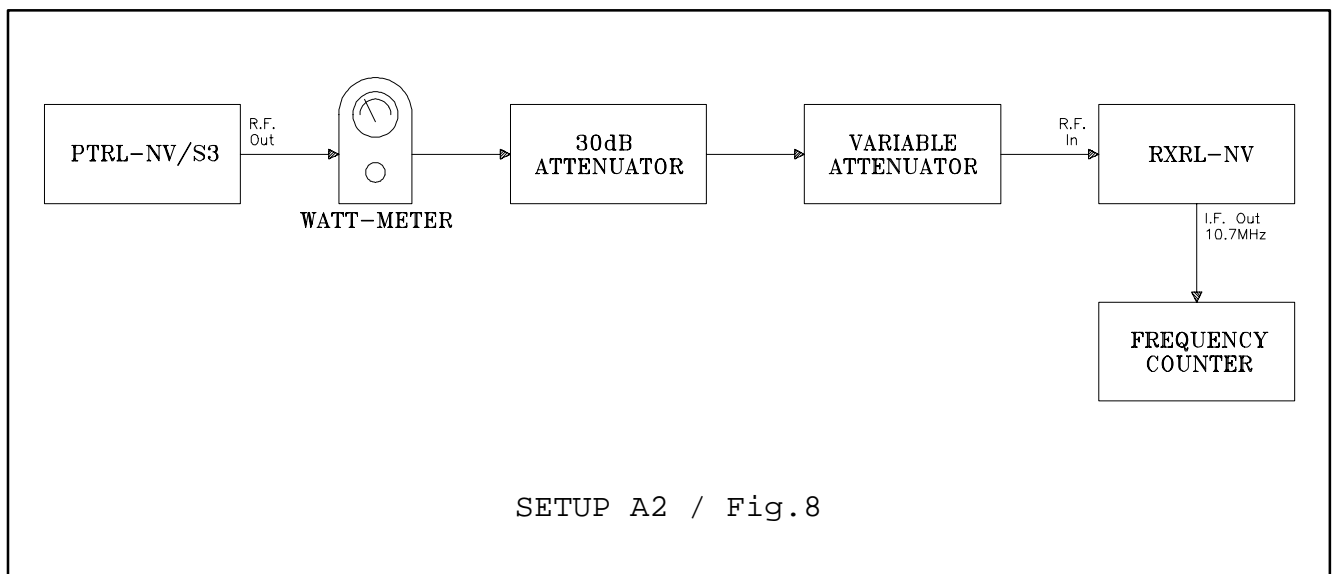 PTRL-NV/S3
R.F.
Out
WATT-METER
30dB
ATTENUATOR
VARIABLE
ATTENUATOR
R.F.
In
RXRL-NV
I.F. Out
10.7MHz
FREQUENCY
COUNTER
SETUP A2 / Fig.8